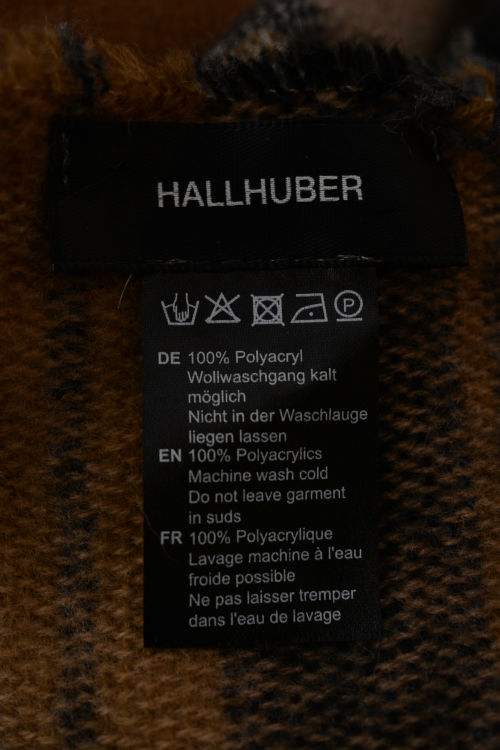 HALLHUBER
P
DE 100% Polyacryl
Wollwaschgang kalt
möglich
Nicht in der Waschlauge
liegen lassen
EN 100% Polyacrylics
Machine wash cold
Do not leave garment
in suds
FR 100% Polyacrylique
Lavage machine à l'eau
froide possible
Ne pas laisser tremper
dans l'eau de lavage